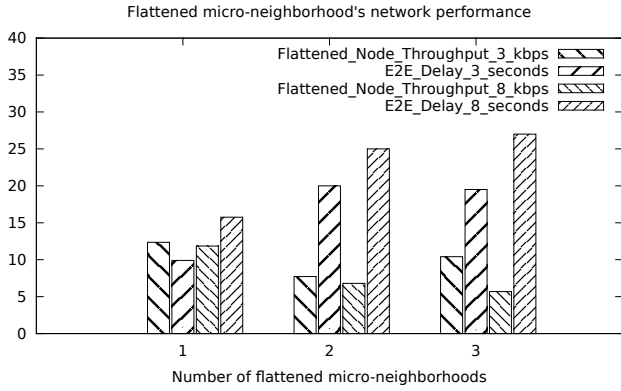 Flattened micro-neighborhood's network performance
40
35
30
25
20
15
10
5
0
Flattened_Node_Throughput_3_kbps
E2E_Delay_3_seconds
Flattened_Node_Throughput_8_kbps
E2E_Delay_8_seconds
1 2 3
Number of flattened micro-neighborhoods